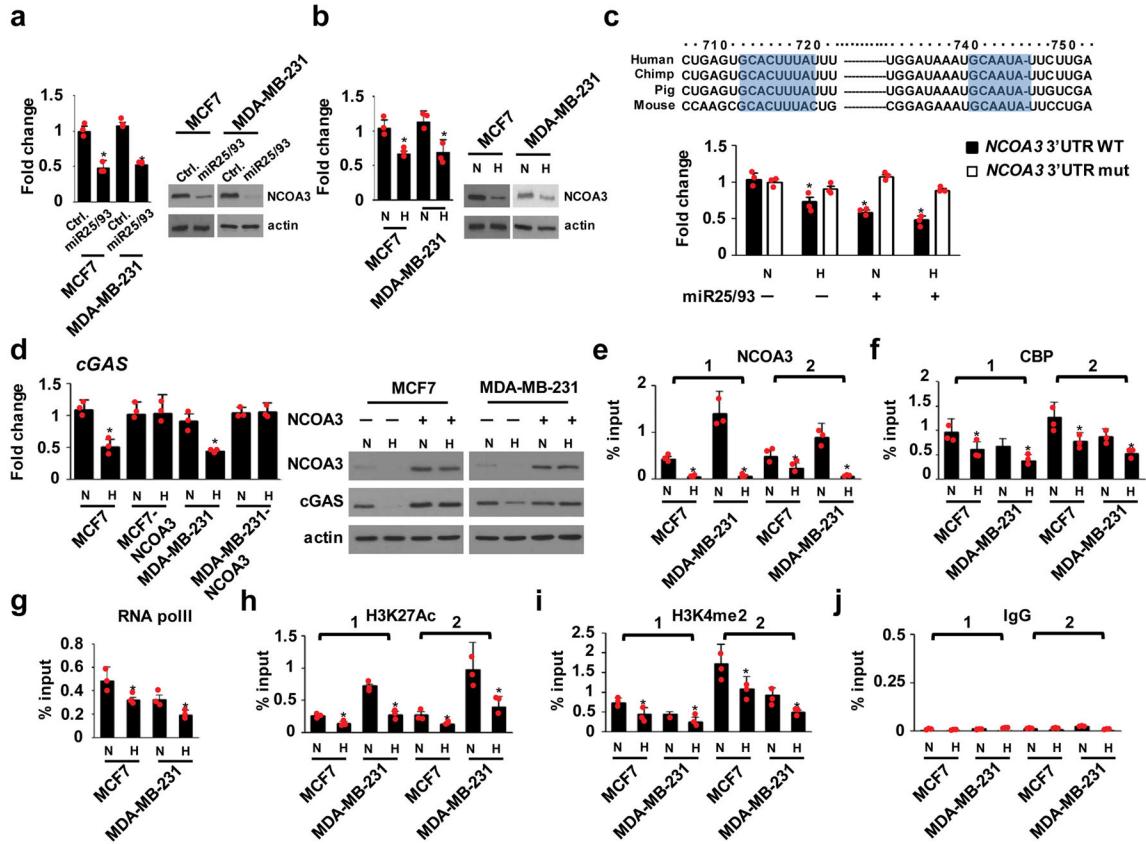 a
Fold change
1.5
1
0.5
0
Ctrl.
miR25/93
Ctrl.
miR25/93
MCF7
MDA-MB-231
MCF7
MDA-MB-231
Ctrl.
miR25/93
Ctrl.
miR25/93
NCOA3
actin
b
Fold change
1.5
1
0.5
0
N H N H
MCF7
MDA-MB-231
MCF7
MDA-MB-231
N H N H
NCOA3
actin
c
710 720 740 750
Human CUGAGUGCACUUUAUUU UGGAUAAAUGCAAUA-UUCUUGA
Chimp CUGAGUGCACUUUAUUU UGGAUAAAUGCAAUA-UUCUUGA
Pig CUGAGUGCACUUUAUUU UGGAUAAAUGCAAUA-UUGUCGA
Mouse CCAAGCGCACUUUACUG CGGAGAAAUGCAAUA-UUCCUGA
NCOA3 3'UTR WT
NCOA3 3'UTR mut
Fold change
1.5
1
0.5
0
N H N H
miR25/93 – – + +
d
cGAS
Fold change
1.5
1
0.5
0
N H N H N H N H
MCF7
MCF7-NCOA3
MDA-MB-231
MDA-MB-231-NCOA3
MCF7 MDA-MB-231
NCOA3 – – + + – – + +
N H N H N H N H
NCOA3
cGAS
actin
e
NCOA3
1 2
% input
2
1
0
N H N H N H N H
MCF7
MDA-MB-231
MCF7
MDA-MB-231
f
CBP
1 2
% input
2
1.5
1
0.5
0
N H N H N H N H
MCF7
MDA-MB-231
MCF7
MDA-MB-231
g
RNA polII
% input
0.8
0.6
0.4
0.2
N H N H
MCF7
MDA-MB-231
h
H3K27Ac
1 2
% input
1.5
1
0.5
0
N H N H N H N H
MCF7
MDA-MB-231
MCF7
MDA-MB-231
i
H3K4me2
1 2
% input
2.5
2
1.5
1
0.5
0
N H N H N H N H
MCF7
MDA-MB-231
MCF7
MDA-MB-231
j
IgG
1 2
% input
0.5
0
N H N H N H N H
MCF7
MDA-MB-231
MCF7
MDA-MB-231